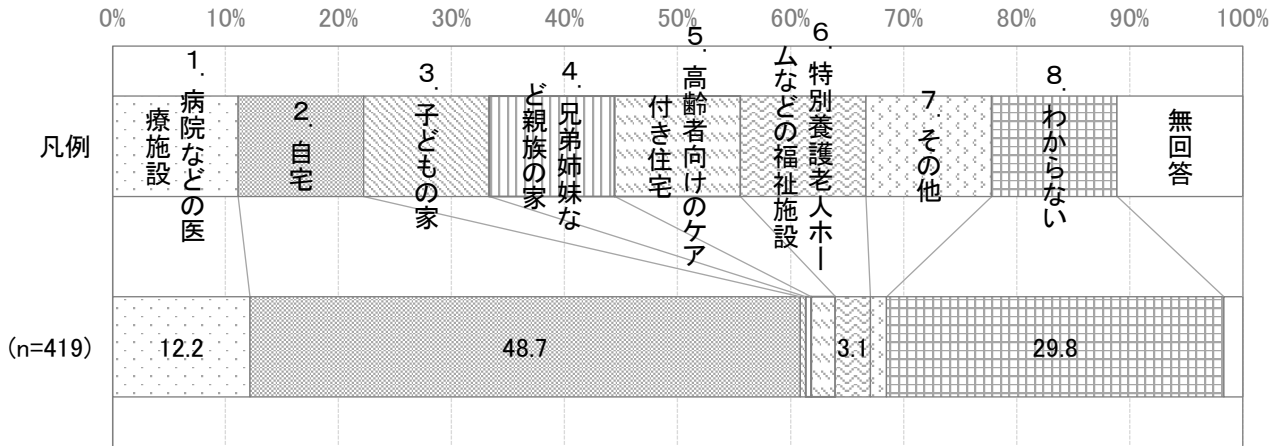 0% 10% 20% 30% 40% 50% 60% 70% 80% 90% 100%
凡例
１．病院などの医
療施設
２．自宅
３．子どもの家
４．兄弟姉妹な
ど親族の家
５．高齢者向けのケア
付き住宅
６．特別養護老人ホー
ムなどの福祉施設
７．その他
８．わからない
無回答
(n=419) 12.2 48.7 3.1 29.8